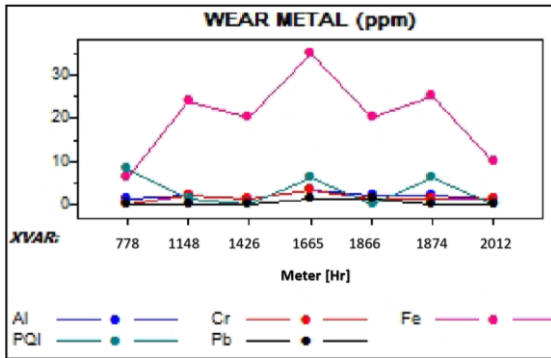 WEAR METAL (ppm)
30
20
10
0
XVAR:
778 1148 1426 1665 1866 1874 2012
Meter [Hr]
Al Cr Fe
PQI Pb